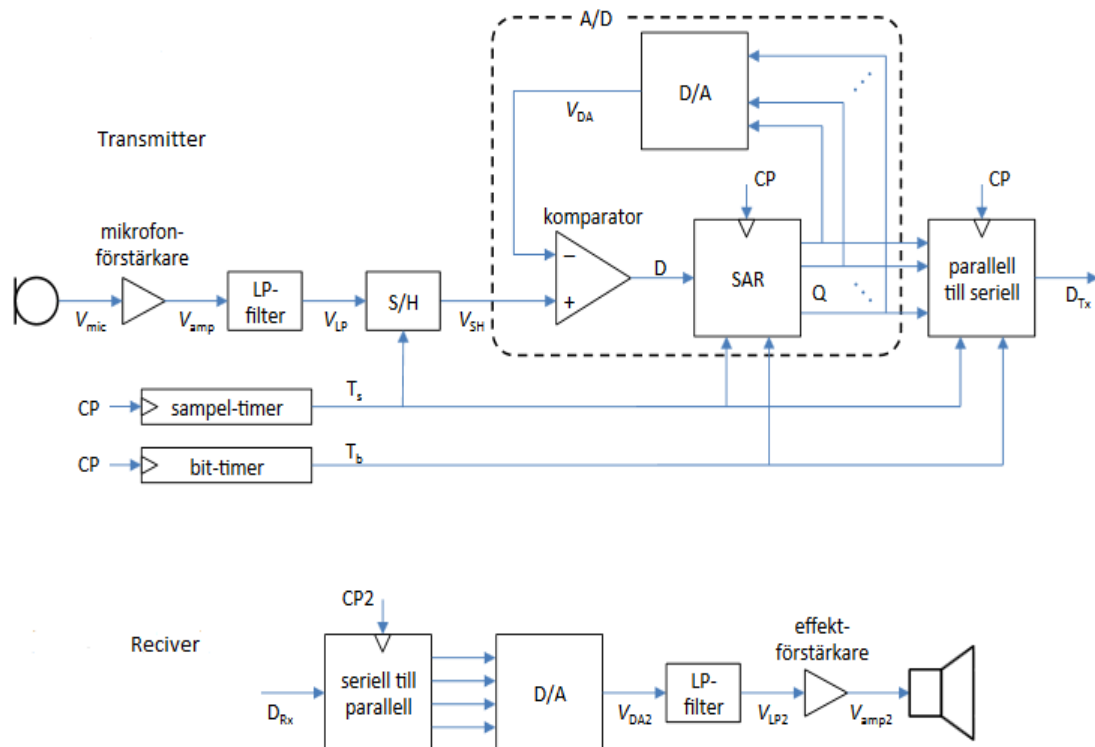 A/D
D/A
V_DA
Transmitter
CP
CP
komparator
mikrofon-
förstärkare
−
+
D
SAR
Q
parallell
till seriell
D_Tx
LP-
filter
S/H
V_mic
V_amp
V_LP
V_SH
CP
sampel-timer
T_s
CP
bit-timer
T_b
CP2
Reciver
effekt-
förstärkare
seriell till
parallell
D/A
LP-
filter
D_Rx
V_DA2
V_LP2
V_amp2